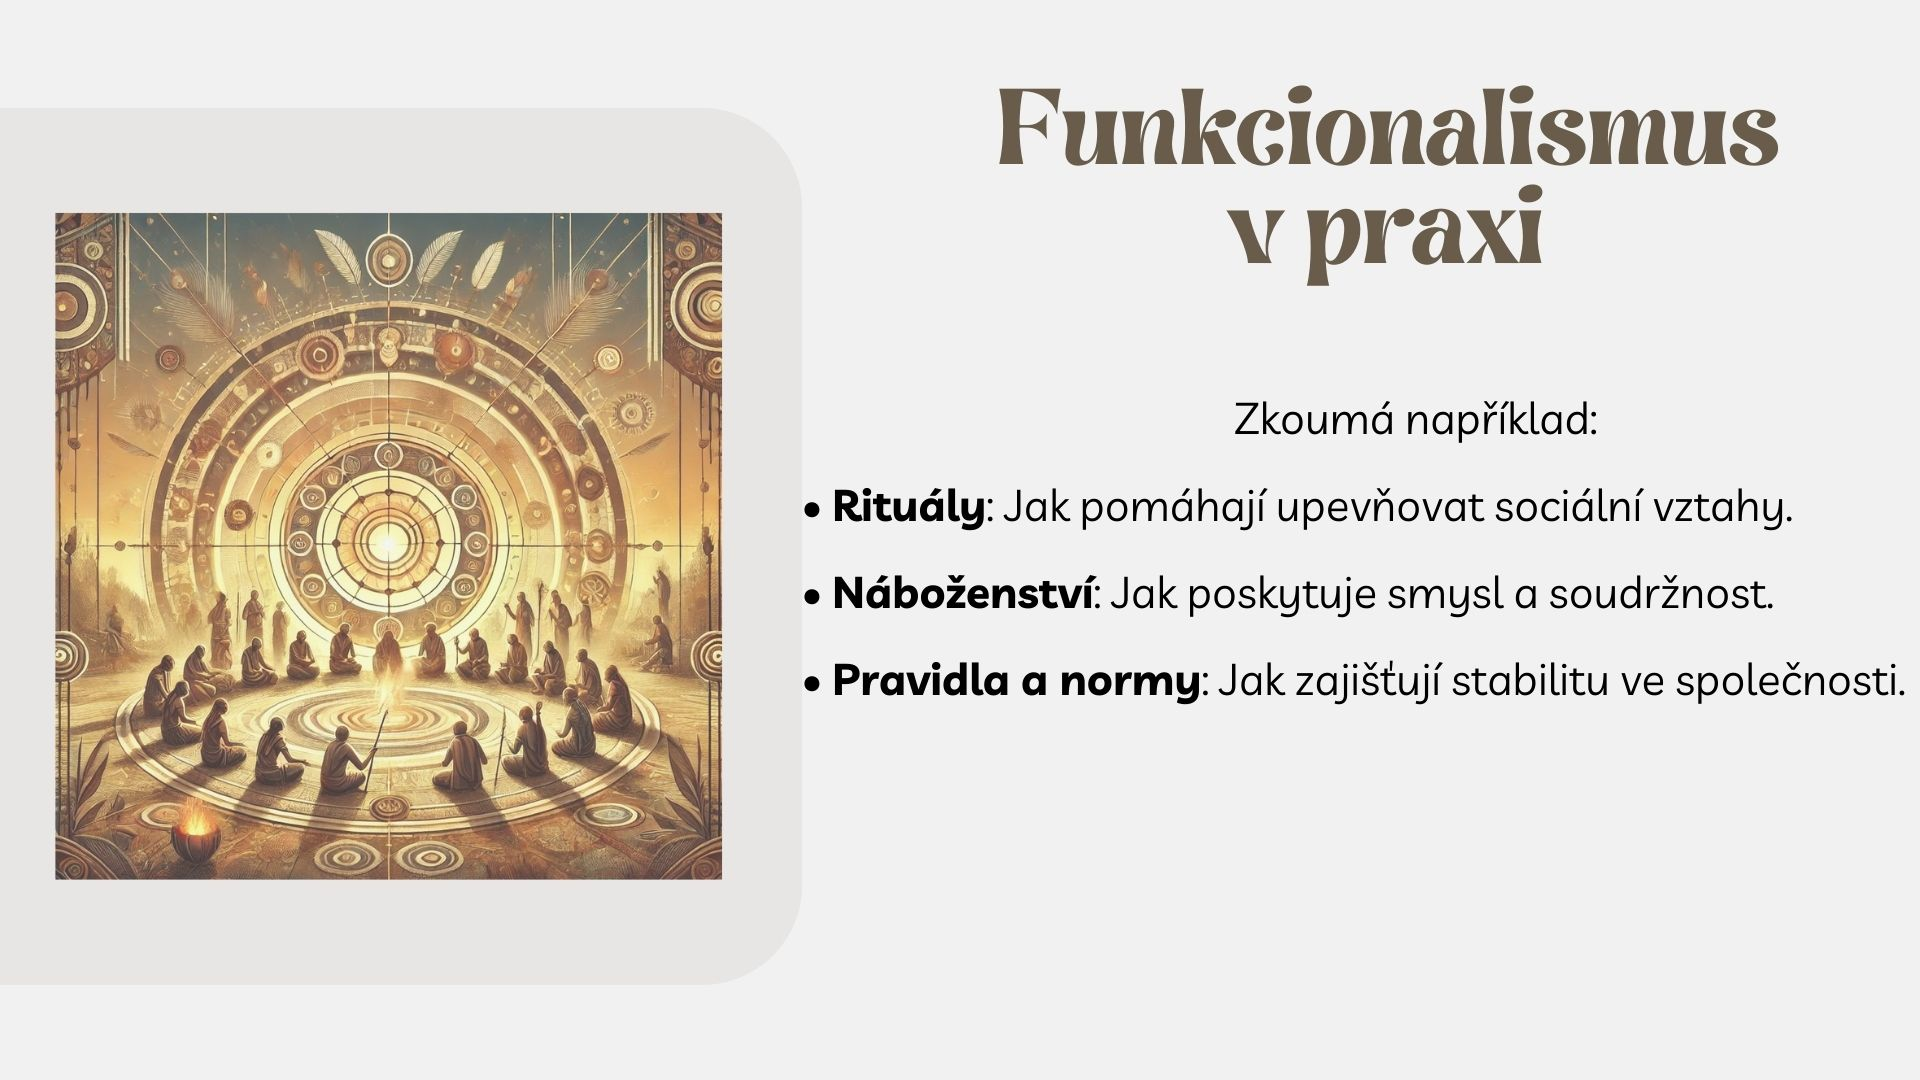 Funkcionalismus
v praxi
Zkoumá například:
• Rituály: Jak pomáhají upevňovat sociální vztahy.
• Náboženství: Jak poskytuje smysl a soudržnost.
• Pravidla a normy: Jak zajišťují stabilitu ve společnosti.